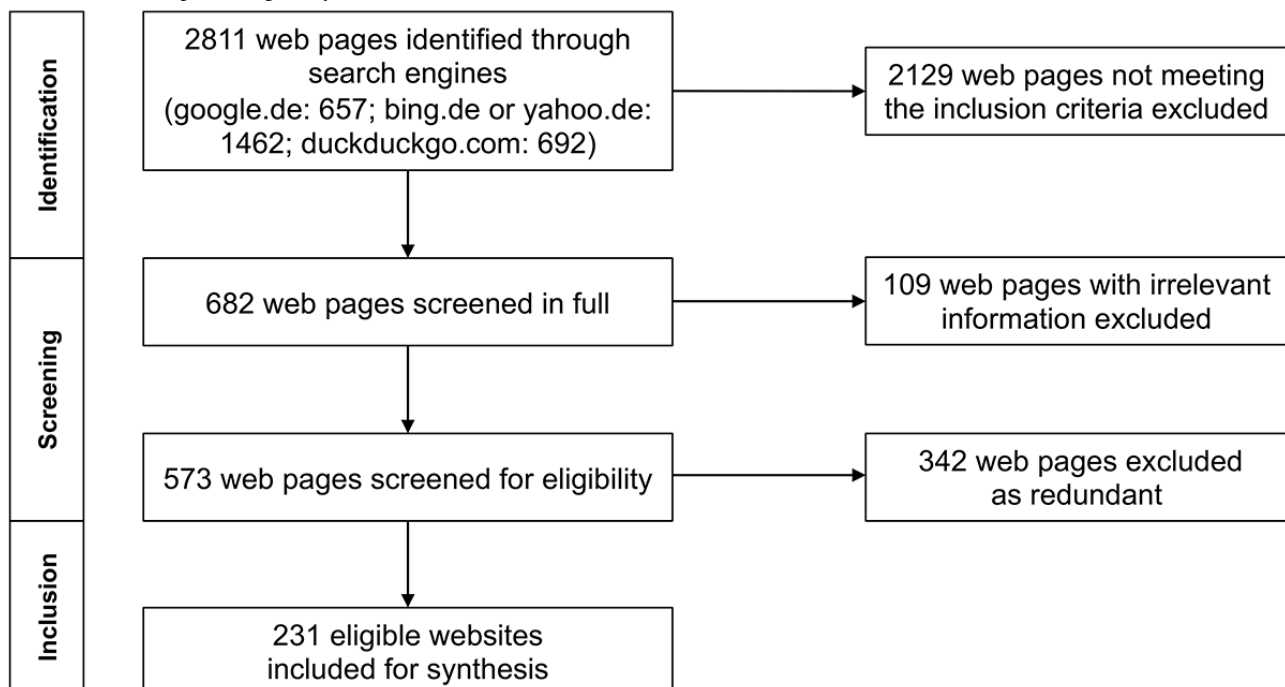 Identification
2811 web pages identified through
search engines
(google.de: 657; bing.de or yahoo.de:
1462; duckduckgo.com: 692)
2129 web pages not meeting
the inclusion criteria excluded
Screening
682 web pages screened in full
109 web pages with irrelevant
information excluded
573 web pages screened for eligibility
342 web pages excluded
as redundant
Inclusion
231 eligible websites
included for synthesis